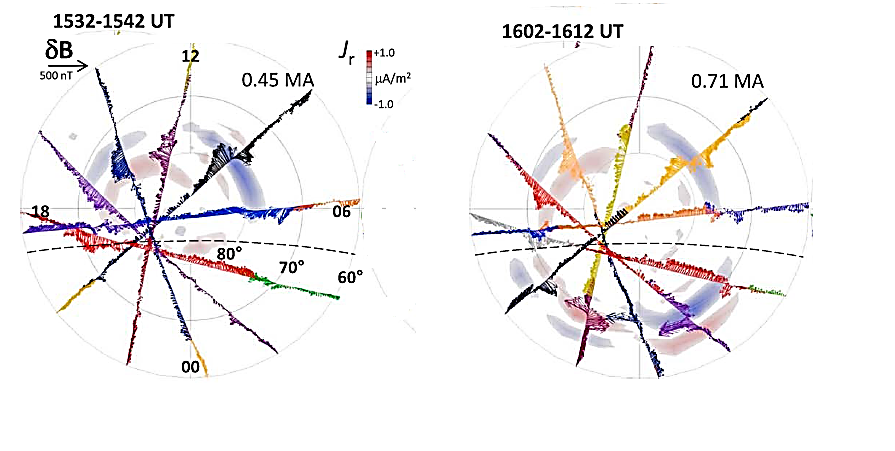 1532-1542 UT
δB
500 nT
12
0.45 MA
Jr
+1.0
μA/m²
-1.0
18
06
80°
70°
60°
00
1602-1612 UT
0.71 MA